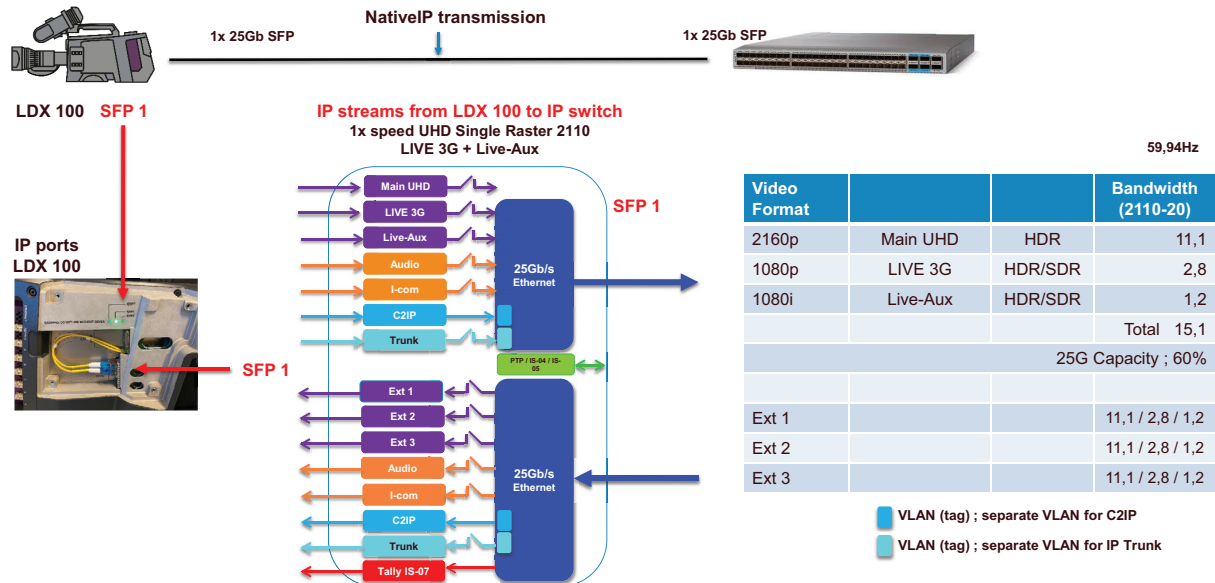 NativeIP transmission
1x 25Gb SFP
1x 25Gb SFP
LDX 100 SFP 1
IP streams from LDX 100 to IP switch
1x speed UHD Single Raster 2110
LIVE 3G + Live-Aux
59,94Hz
SFP 1
Main UHD
LIVE 3G
Live-Aux
Audio
I-com
C2IP
Trunk
25Gb/s
Ethernet
PTP / IS-04 / IS-
05
Ext 1
Ext 2
Ext 3
Audio
I-com
C2IP
Trunk
Tally IS-07
25Gb/s
Ethernet
IP ports
LDX 100
SFP 1
Video Bandwidth
Format (2110-20)
2160p Main UHD HDR 11,1
1080p LIVE 3G HDR/SDR 2,8
1080i Live-Aux HDR/SDR 1,2
Total 15,1
25G Capacity ; 60%
Ext 1 11,1 / 2,8 / 1,2
Ext 2 11,1 / 2,8 / 1,2
Ext 3 11,1 / 2,8 / 1,2
VLAN (tag) ; separate VLAN for C2IP
VLAN (tag) ; separate VLAN for IP Trunk